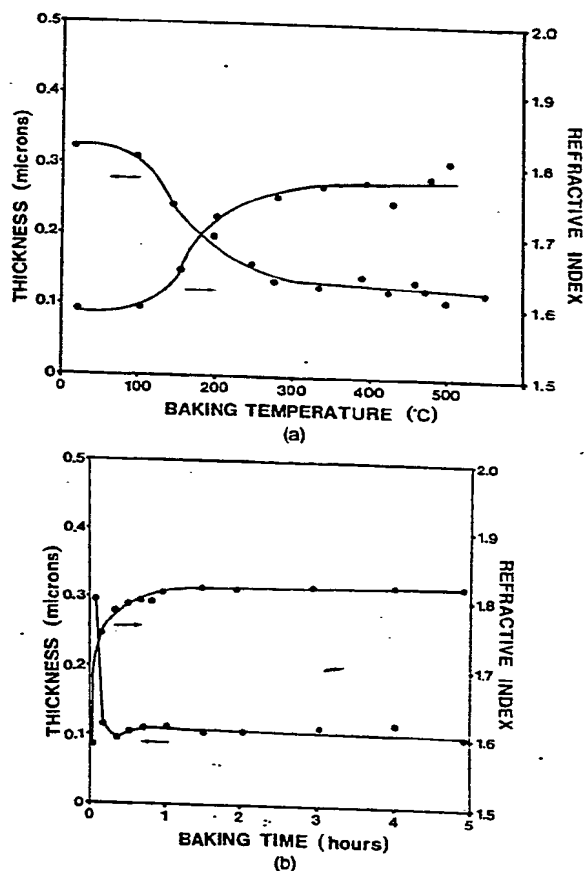 0.5
0.4
0.3
0.2
0.1
0
THICKNESS (microns)
2.0
1.9
1.8
1.7
1.6
1.5
REFRACTIVE INDEX
0 100 200 300 400 500
BAKING TEMPERATURE (°C)
(a)
0.5
0.4
0.3
0.2
0.1
0
THICKNESS (microns)
2.0
1.9
1.8
1.7
1.6
1.5
REFRACTIVE INDEX
0 1 2 3 4 5
BAKING TIME (hours)
(b)